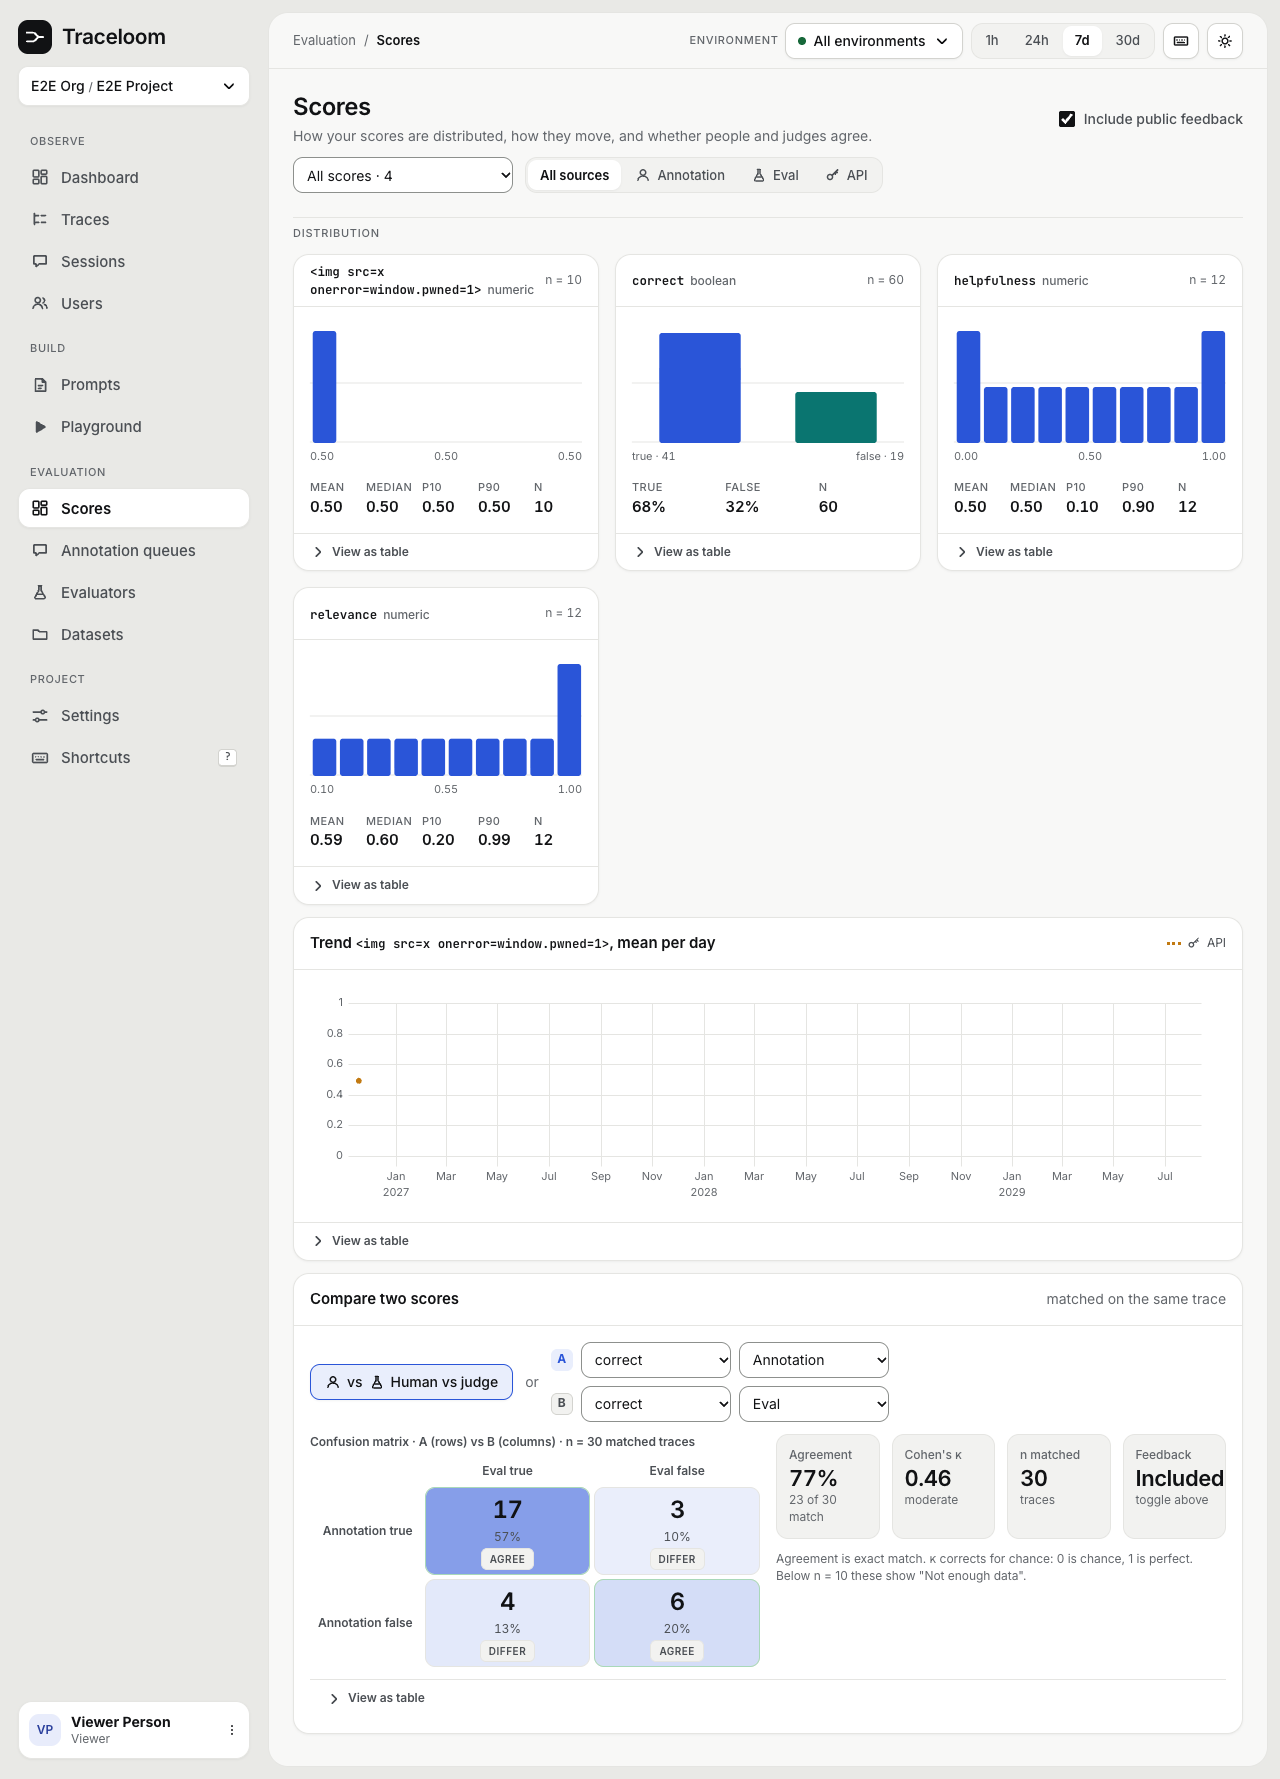 Traceloom
E2E Org / E2E Project
OBSERVE
Dashboard
Traces
Sessions
Users
BUILD
Prompts
Playground
EVALUATION
Scores
Annotation queues
Evaluators
Datasets
PROJECT
Settings
Shortcuts ?
VP Viewer Person
Viewer
Evaluation / Scores
ENVIRONMENT All environments 1h 24h 7d 30d
Scores
How your scores are distributed, how they move, and whether people and judges agree.
Include public feedback
All scores · 4 All sources Annotation Eval API
DISTRIBUTION
<img src=x
onerror=window.pwned=1> numeric n = 10
0.50 0.50 0.50
MEAN MEDIAN P10 P90 N
0.50 0.50 0.50 0.50 10
View as table
correct boolean n = 60
true · 41 false · 19
TRUE FALSE N
68% 32% 60
View as table
helpfulness numeric n = 12
0.00 0.50 1.00
MEAN MEDIAN P10 P90 N
0.50 0.50 0.10 0.90 12
View as table
relevance numeric n = 12
0.10 0.55 1.00
MEAN MEDIAN P10 P90 N
0.59 0.60 0.20 0.99 12
View as table
Trend <img src=x onerror=window.pwned=1>, mean per day API
1
0.8
0.6
0.4
0.2
0
Jan Mar May Jul Sep Nov Jan Mar May Jul Sep Nov Jan Mar May Jul
2027 2028 2029
View as table
Compare two scores matched on the same trace
vs Human vs judge or
A correct Annotation
B correct Eval
Confusion matrix · A (rows) vs B (columns) · n = 30 matched traces
Eval true Eval false
Annotation true
17
57%
AGREE
3
10%
DIFFER
Annotation false
4
13%
DIFFER
6
20%
AGREE
Agreement
77%
23 of 30
match
Cohen's κ
0.46
moderate
n matched
30
traces
Feedback
Included
toggle above
Agreement is exact match. κ corrects for chance: 0 is chance, 1 is perfect.
Below n = 10 these show "Not enough data".
View as table